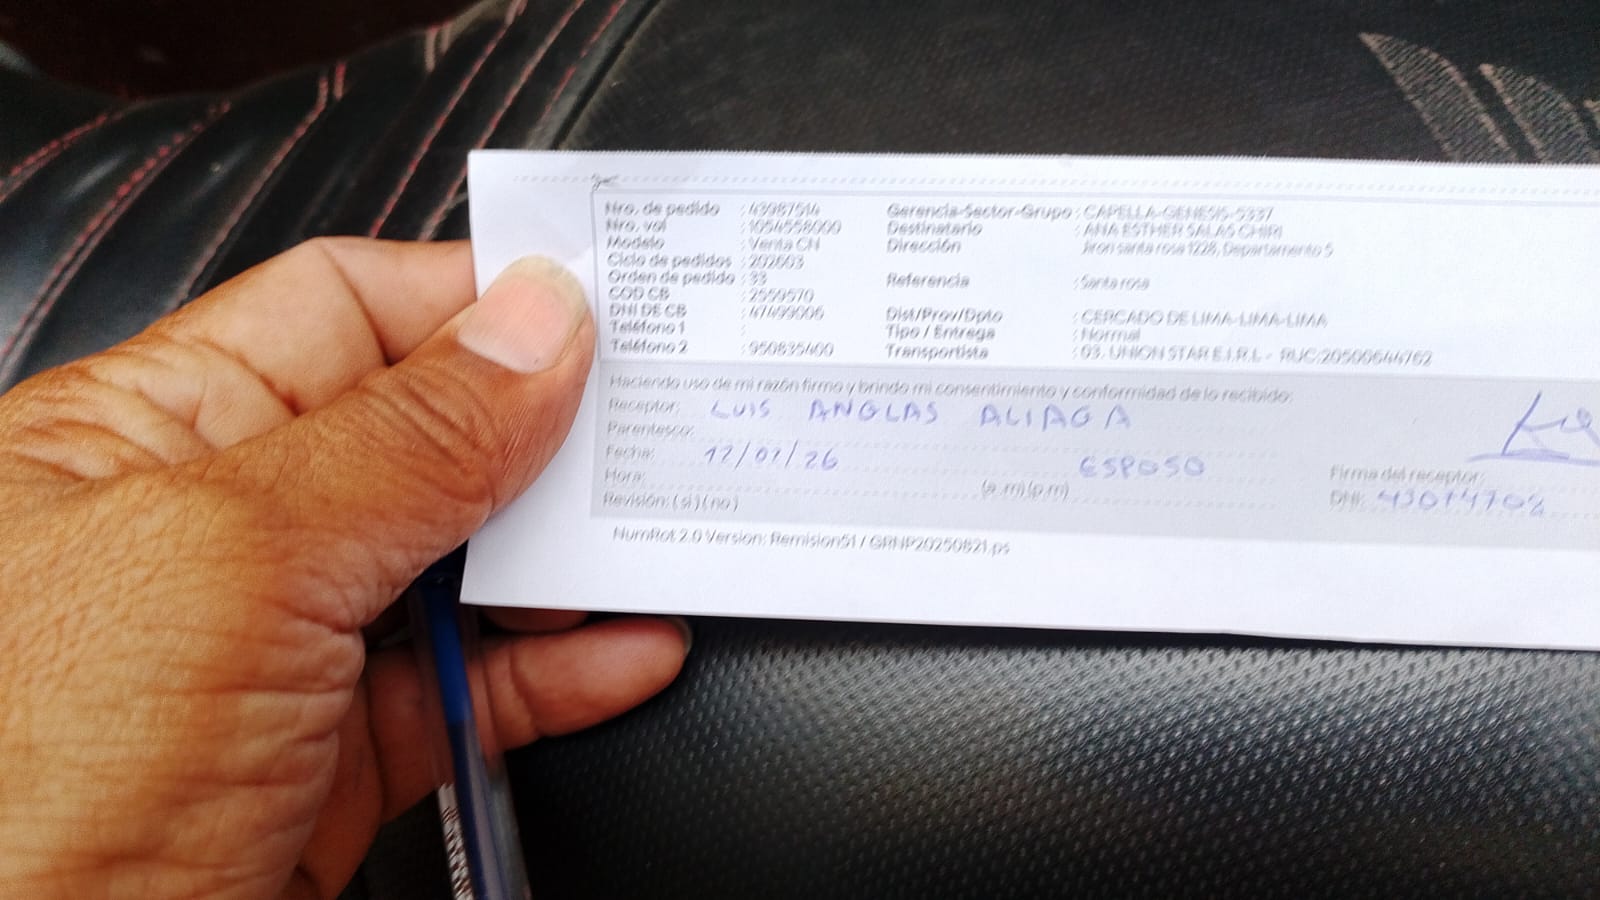 Nro. de pedido : 43987514 Gerencia-Sector-Grupo : CAPELLA-GENESIS-5337
Nro. vol : 1054558000 Destinatario : ANA ESTHER SALAS CHIRI
Modelo : Venta CN Dirección : Jiron santa rosa 1228, Departamento 5
Ciclo de pedidos : 202603
Orden de pedido : 33 Referencia : Santa rosa
COD CB : 2559570
DNI DE CB : 47499006 Dist/Prov/Dpto : CERCADO DE LIMA-LIMA-LIMA
Teléfono 1 : Tipo / Entrega : Normal
Teléfono 2 : 950835400 Transportista : 03. UNION STAR E.I.R.L - RUC:20500644762
Haciendo uso de mi razón firmo y brindo mi consentimiento y conformidad de lo recibido:
Receptor: LUIS ANGLAS ALIAGA
Parentesco: ESPOSO
Fecha: 12/02/26
Hora: (a.m)(p.m) Firma del receptor:
Revisión: (si) (no) DNI:
NumRot 2.0 Version: Remision51 / GRNP20250821.ps